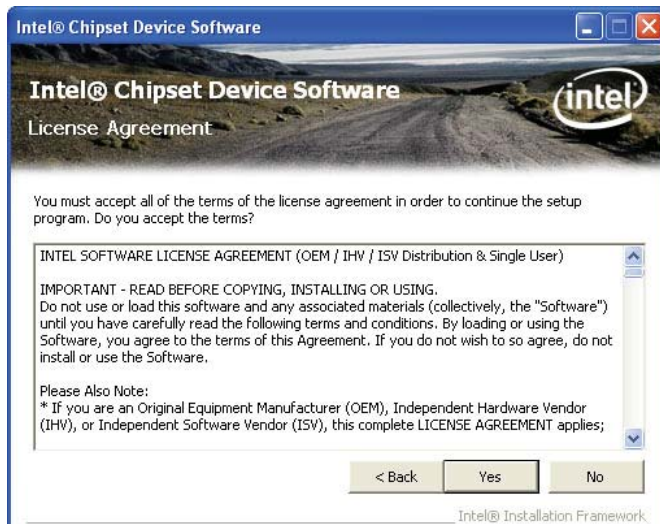 Intel® Chipset Device Software
Intel® Chipset Device Software
intel
License Agreement
You must accept all of the terms of the license agreement in order to continue the setup
program. Do you accept the terms?
INTEL SOFTWARE LICENSE AGREEMENT (OEM / IHV / ISV Distribution & Single User)
IMPORTANT - READ BEFORE COPYING, INSTALLING OR USING.
Do not use or load this software and any associated materials (collectively, the "Software")
until you have carefully read the following terms and conditions. By loading or using the
Software, you agree to the terms of this Agreement. If you do not wish to so agree, do not
install or use the Software.
Please Also Note:
* If you are an Original Equipment Manufacturer (OEM), Independent Hardware Vendor
(IHV), or Independent Software Vendor (ISV), this complete LICENSE AGREEMENT applies;
< Back Yes No
Intel® Installation Framework